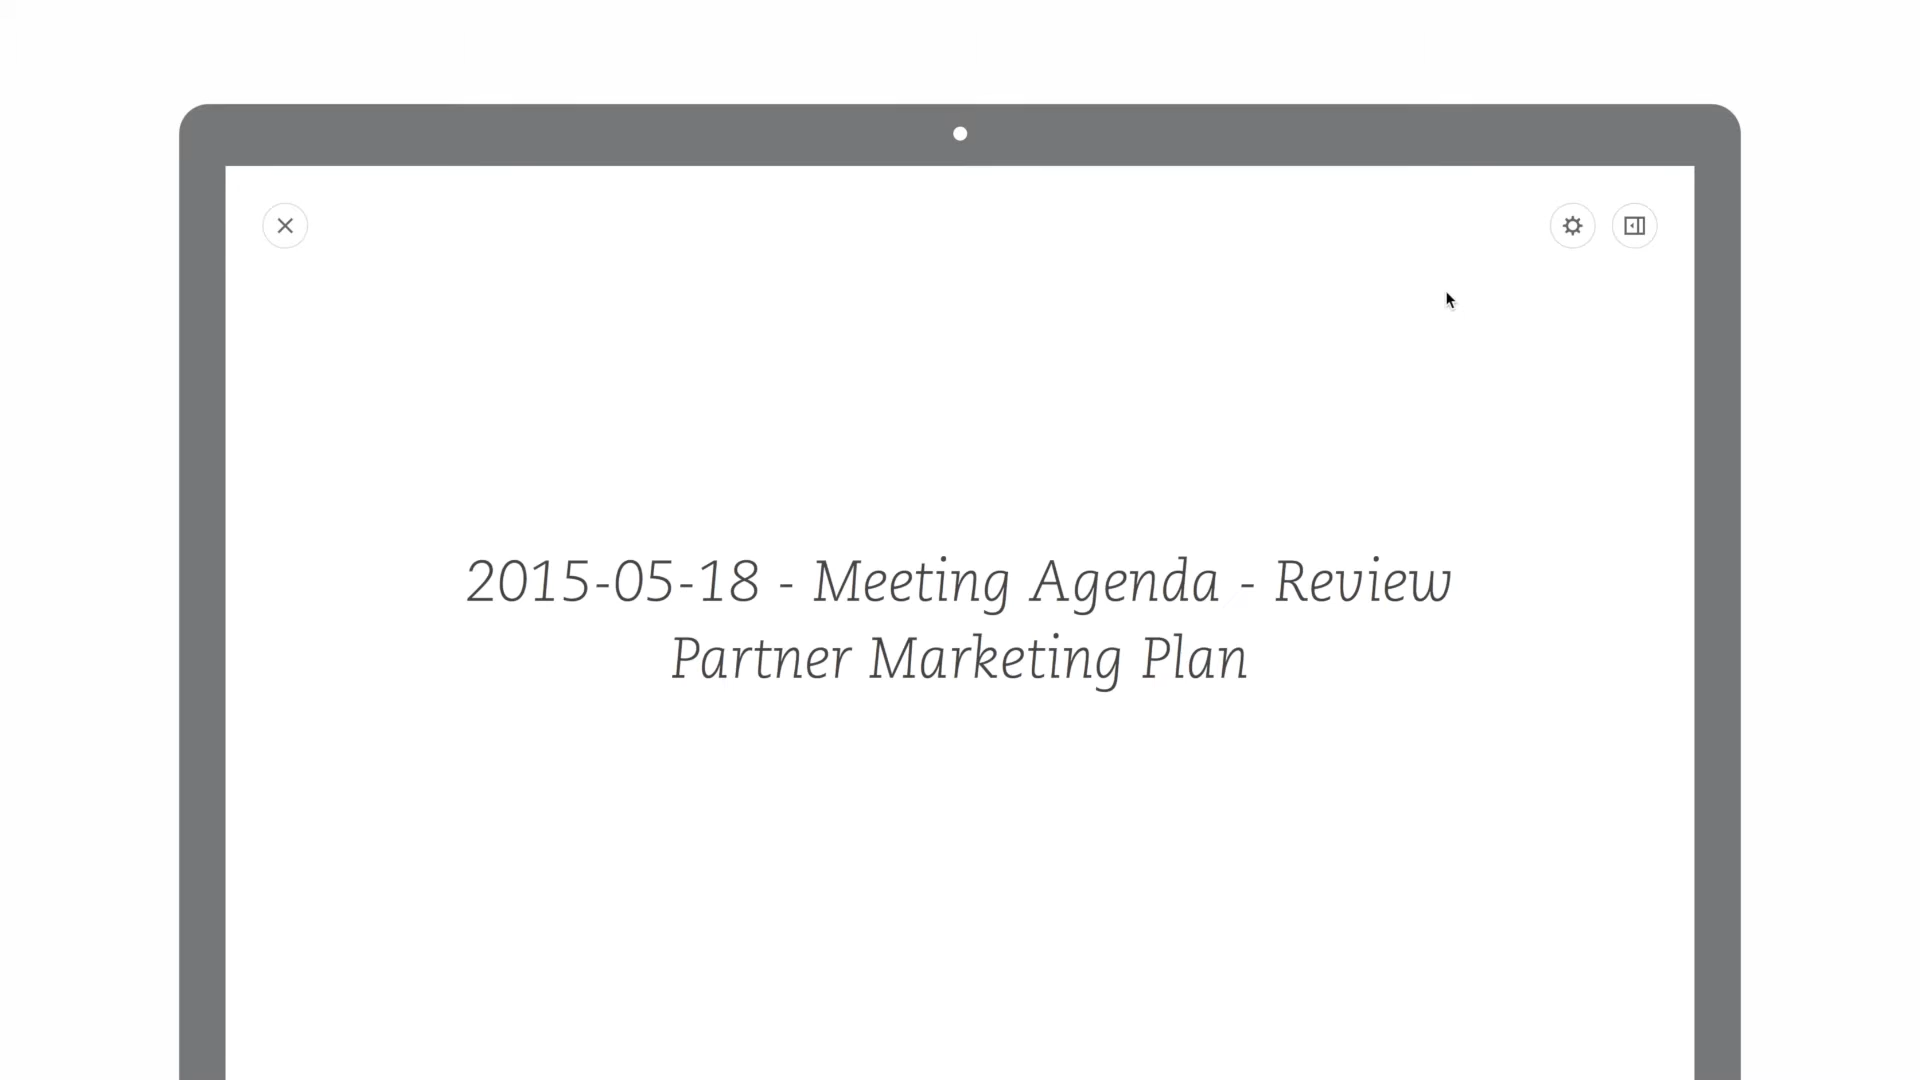 2015-05-18 - Meeting Agenda - Review
Partner Marketing Plan